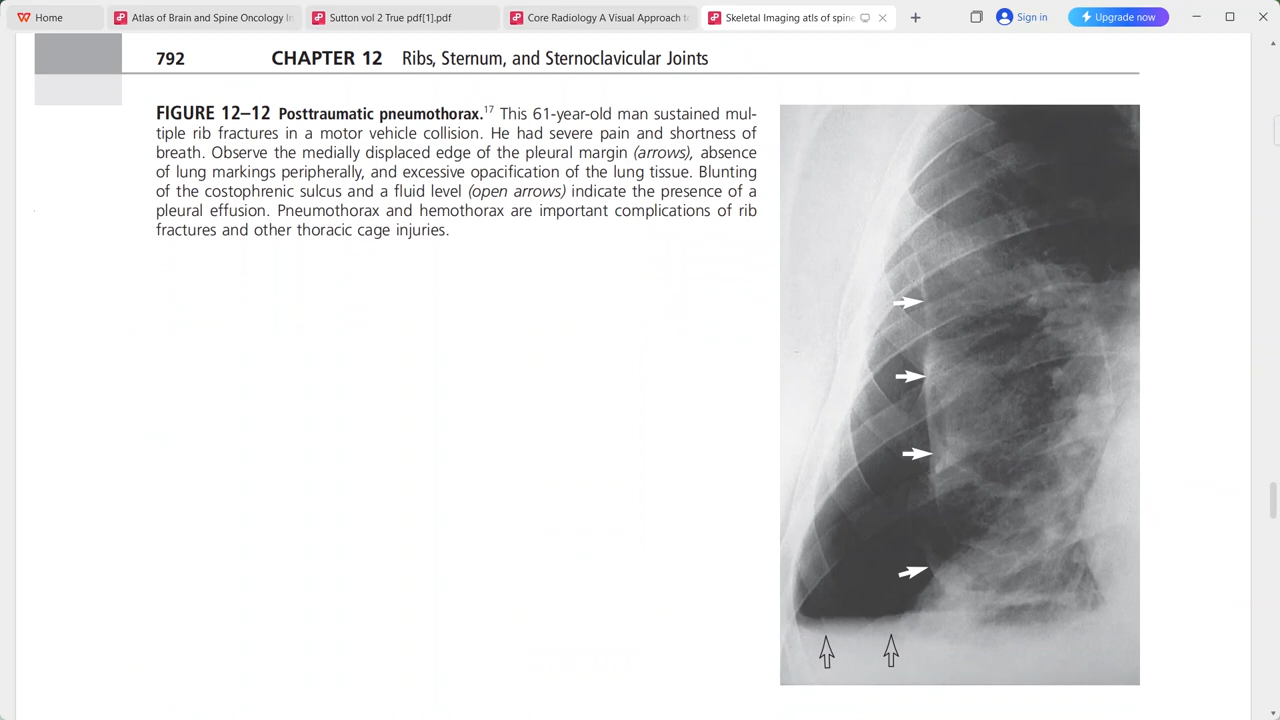 Home
Atlas of Brain and Spine Oncology I
Sutton vol 2 True pdf[1].pdf
Core Radiology A Visual Approach to
Skeletal Imaging atls of spine
Sign in
Upgrade now
792 CHAPTER 12 Ribs, Sternum, and Sternoclavicular Joints
FIGURE 12–12 Posttraumatic pneumothorax.17 This 61-year-old man sustained mul-
tiple rib fractures in a motor vehicle collision. He had severe pain and shortness of
breath. Observe the medially displaced edge of the pleural margin (arrows), absence
of lung markings peripherally, and excessive opacification of the lung tissue. Blunting
of the costophrenic sulcus and a fluid level (open arrows) indicate the presence of a
pleural effusion. Pneumothorax and hemothorax are important complications of rib
fractures and other thoracic cage injuries.